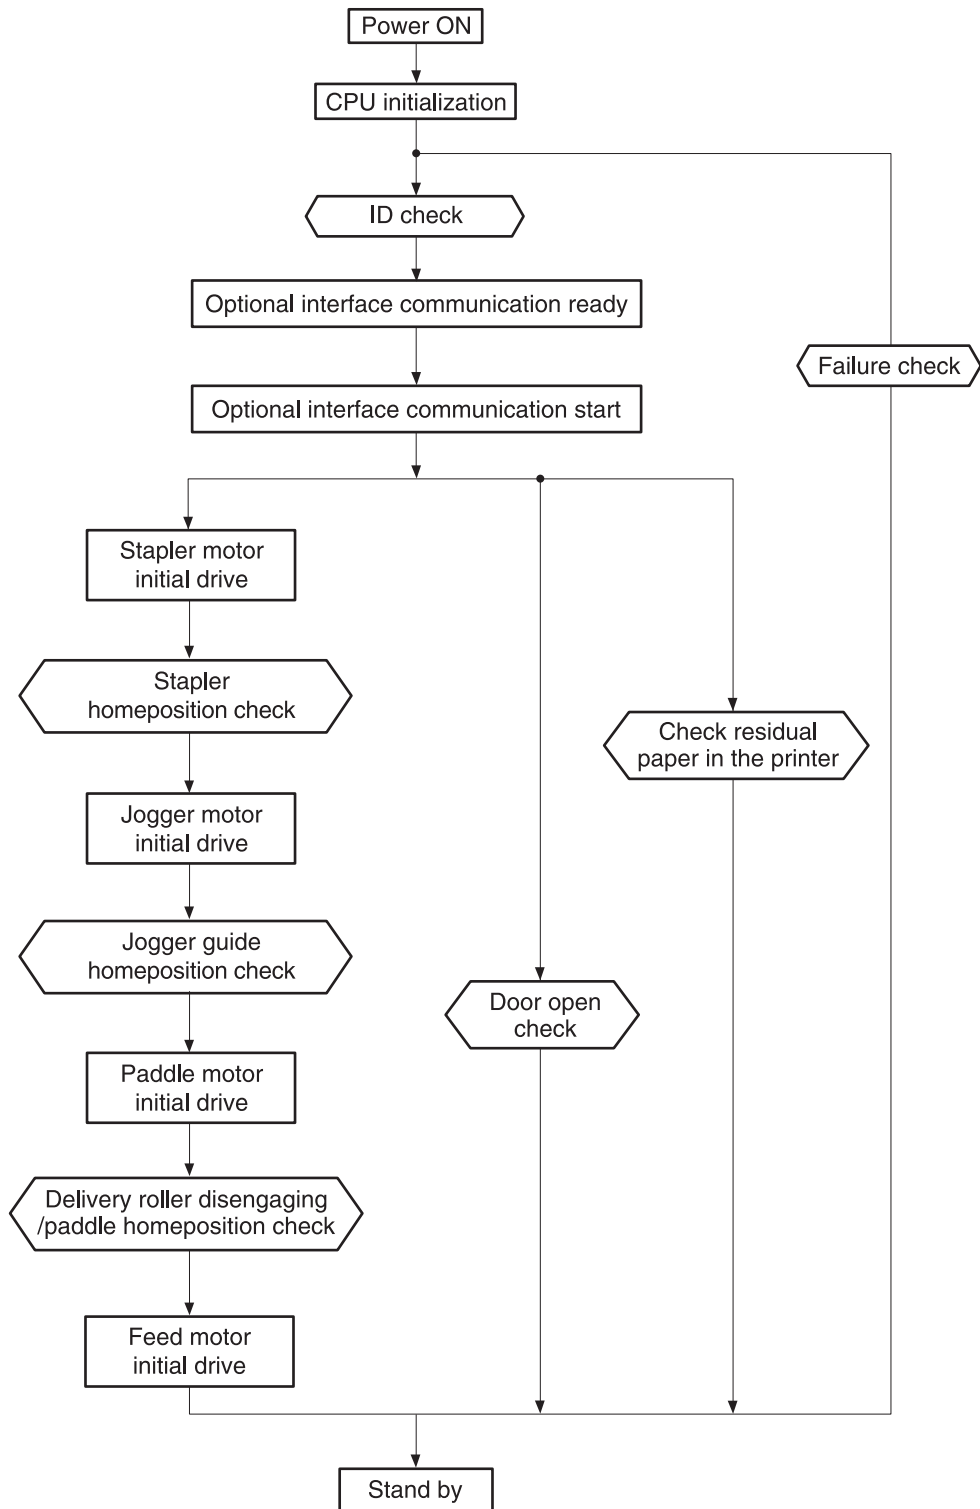 Power ON
CPU initialization
ID check
Optional interface communication ready
Failure check
Optional interface communication start
Stapler motor
initial drive
Stapler
homeposition check
Check residual
paper in the printer
Jogger motor
initial drive
Jogger guide
homeposition check
Door open
check
Paddle motor
initial drive
Delivery roller disengaging
/paddle homeposition check
Feed motor
initial drive
Stand by